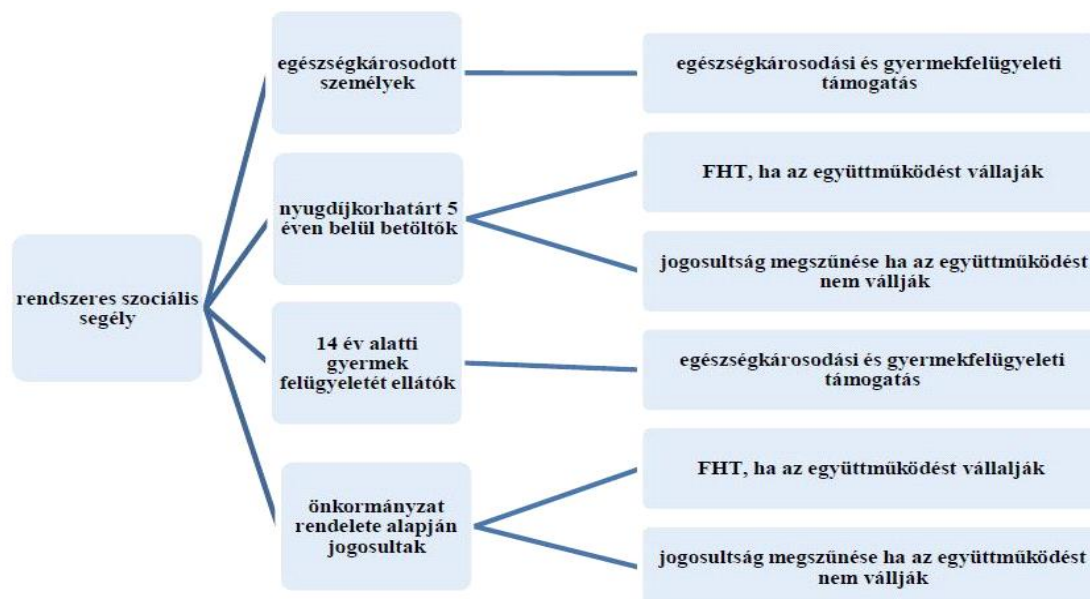 rendszeres szociális
segély
egészségkárosodott
személyek
egészségkárosodási és gyermekfelügyeleti
támogatás
nyugdíjkorhatárt 5
éven belül betöltők
FHT, ha az együttműködést vállaják
jogosultság megszűnése ha az együttműködést
nem vállják
14 év alatti
gyermek
felügyeletét ellátók
egészségkárosodási és gyermekfelügyeleti
támogatás
önkormányzat
rendelete alapján
jogosultak
FHT, ha az együttműködést vállalják
jogosultság megszűnése ha az együttműködést
nem vállják